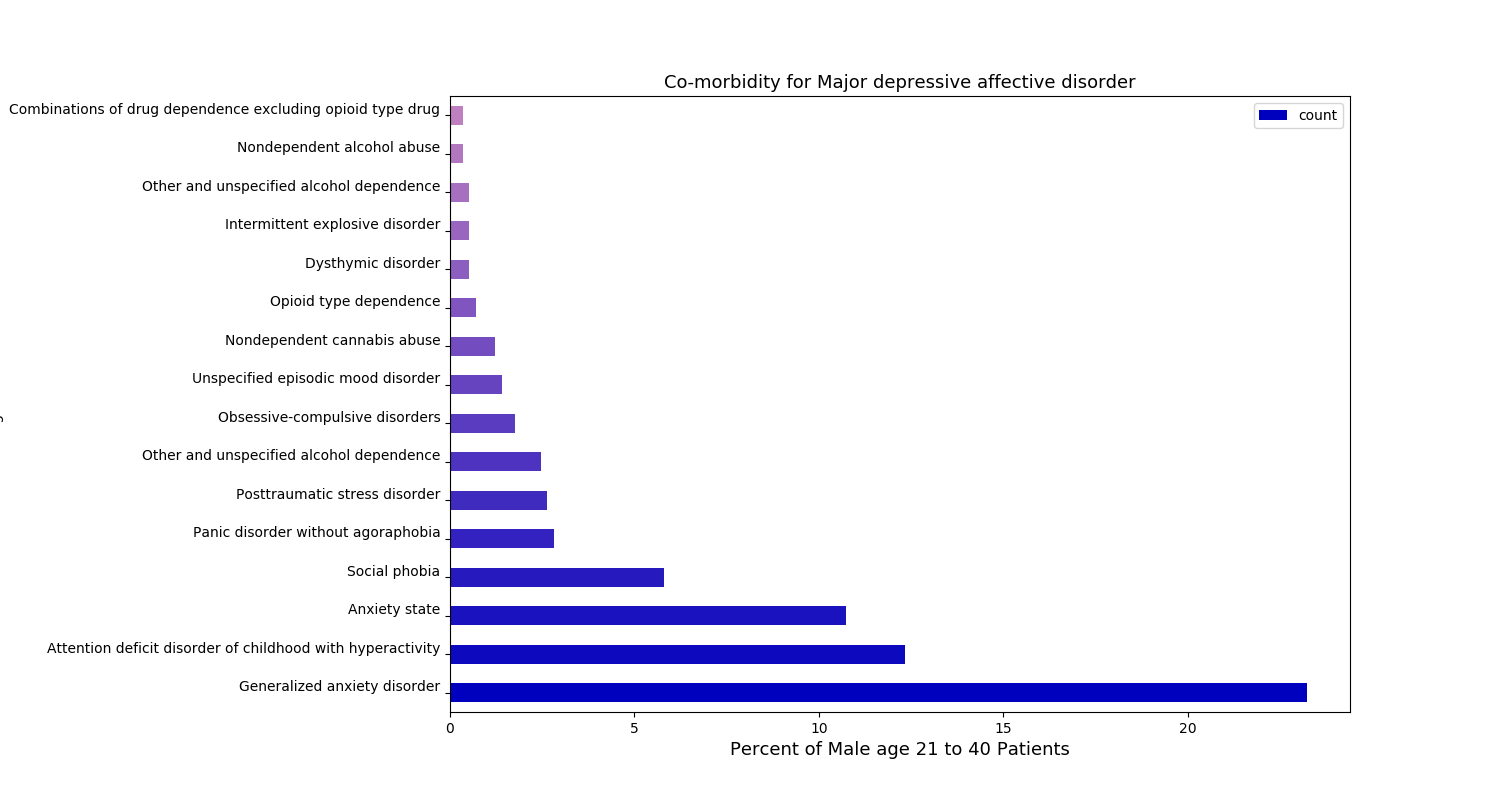 Co-morbidity for Major depressive affective disorder
count
Combinations of drug dependence excluding opioid type drug
Nondependent alcohol abuse
Other and unspecified alcohol dependence
Intermittent explosive disorder
Dysthymic disorder
Opioid type dependence
Nondependent cannabis abuse
Unspecified episodic mood disorder
Obsessive-compulsive disorders
Other and unspecified alcohol dependence
Posttraumatic stress disorder
Panic disorder without agoraphobia
Social phobia
Anxiety state
Attention deficit disorder of childhood with hyperactivity
Generalized anxiety disorder
0 5 10 15 20
Percent of Male age 21 to 40 Patients